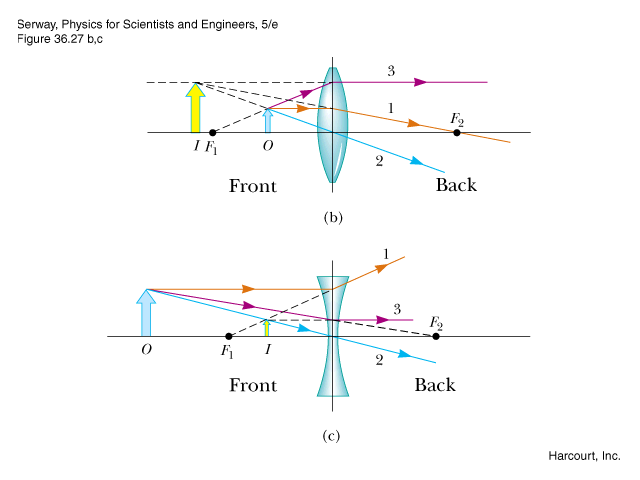 Serway, Physics for Scientists and Engineers, 5/e
Figure 36.27 b,c
3
1
F2
I F1 O
2
Front Back
(b)
1
3
F2
O F1 I
2
Front Back
(c)
Harcourt, Inc.